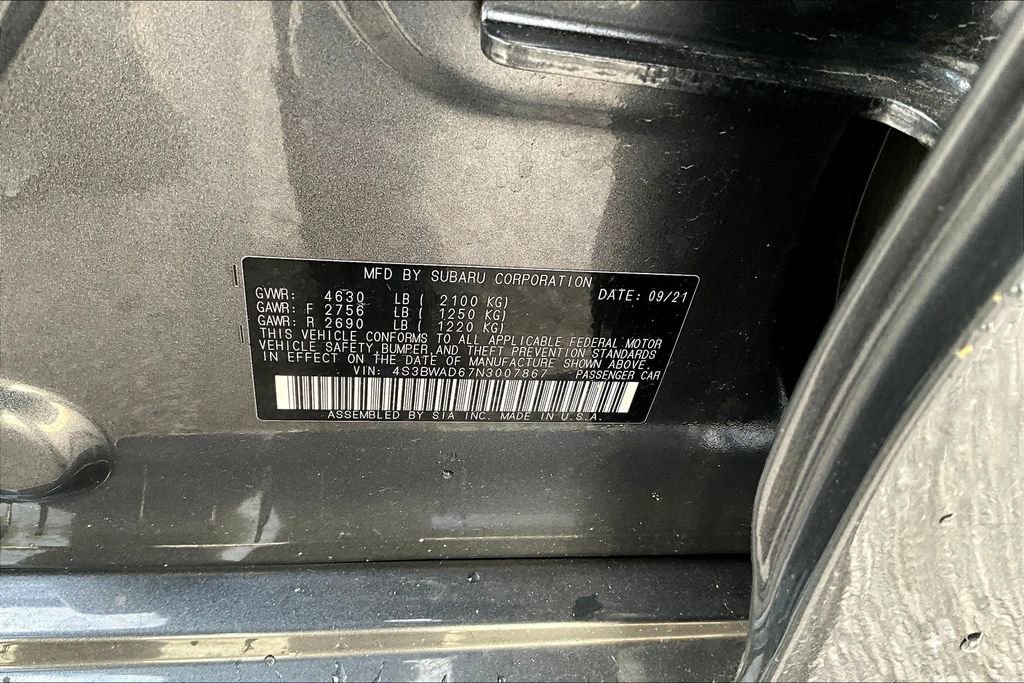 MFD BY SUBARU CORPORATION
GVWR: 4630 LB ( 2100 KG) DATE: 09/21
GAWR: F 2756 LB ( 1250 KG)
GAWR: R 2690 LB ( 1220 KG)
THIS VEHICLE CONFORMS TO ALL APPLICABLE FEDERAL MOTOR
VEHICLE SAFETY, BUMPER, AND THEFT PREVENTION STANDARDS
IN EFFECT ON THE DATE OF MANUFACTURE SHOWN ABOVE.
VIN: 4S3BWAD67N3007867 PASSENGER CAR
ASSEMBLED BY SIA INC. MADE IN U.S.A.